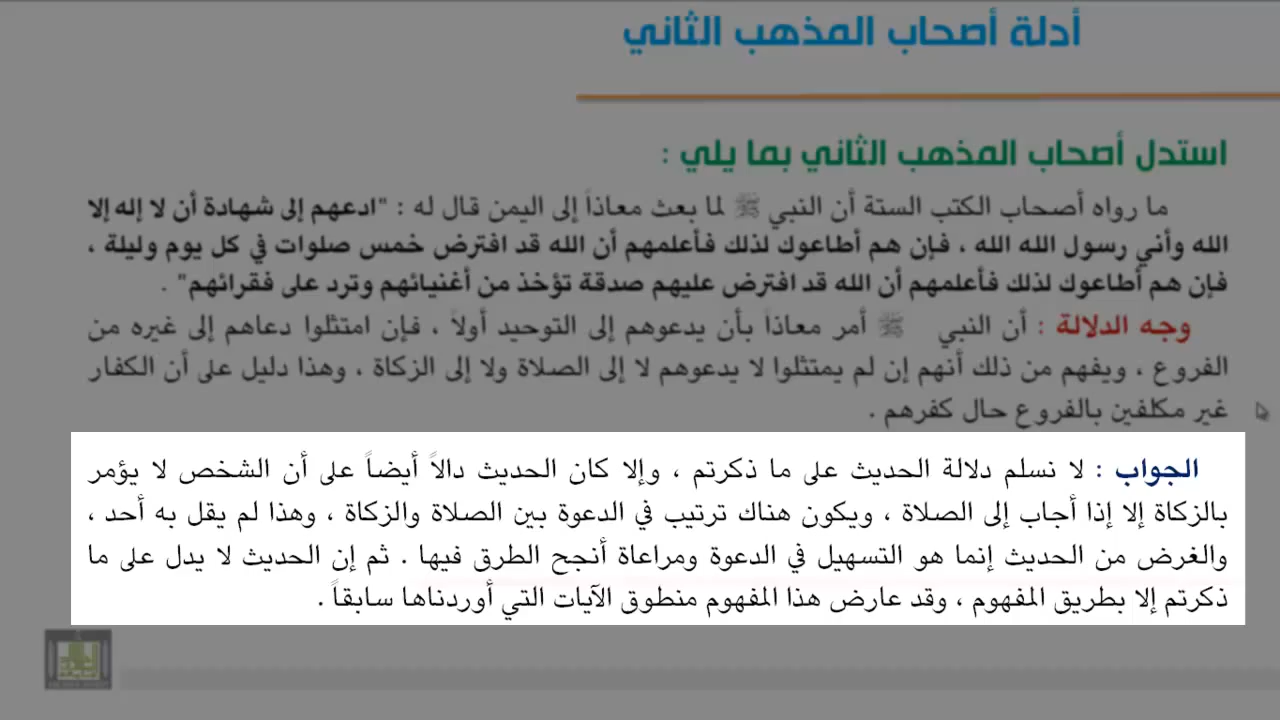 أدلة أصحاب المذهب الثاني
استدل أصحاب المذهب الثاني بما يلي :
ما رواه أصحاب الكتب الستة أن النبي ﷺ لما بعث معاذاً إلى اليمن قال له : "ادعهم إلى شهادة أن لا إله إلا
الله وأني رسول الله الله ، فإن هم أطاعوك لذلك فأعلمهم أن الله قد افترض خمس صلوات في كل يوم وليلة ،
فإن هم أطاعوك لذلك فأعلمهم أن الله قد افترض عليهم صدقة تؤخذ من أغنيائهم وترد على فقرائهم" .
وجه الدلالة : أن النبي ﷺ أمر معاذاً بأن يدعوهم إلى التوحيد أولاً ، فإن امتثلوا دعاهم إلى غيره من
الفروع ، ويفهم من ذلك أنهم إن لم يمتثلوا لا يدعوهم لا إلى الصلاة ولا إلى الزكاة ، وهذا دليل على أن الكفار
غير مكلفين بالفروع حال كفرهم .
الجواب : لا نسلم دلالة الحديث على ما ذكرتم ، وإلا كان الحديث دالاً أيضاً على أن الشخص لا يؤمر
بالزكاة إلا إذا أجاب إلى الصلاة ، ويكون هناك ترتيب في الدعوة بين الصلاة والزكاة ، وهذا لم يقل به أحد ،
والغرض من الحديث إنما هو التسهيل في الدعوة ومراعاة أنجح الطرق فيها . ثم إن الحديث لا يدل على ما
ذكرتم إلا بطريق المفهوم ، وقد عارض هذا المفهوم منطوق الآيات التي أوردناها سابقاً .